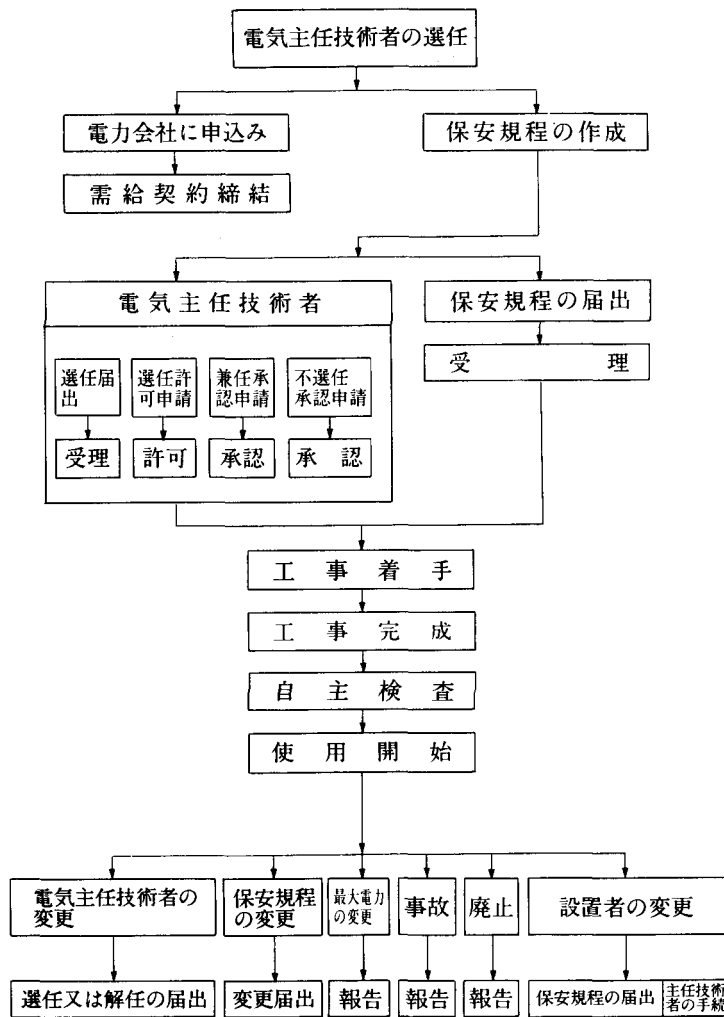 電気主任技術者の選任
電力会社に申込み
保安規程の作成
需給契約締結
電気主任技術者
保安規程の届出
受理
選任届
出
選任許
可申請
兼任承
認申請
不選任
承認申請
受理
許可
承認
承認
工事着手
工事完成
自主検査
使用開始
電気主任技術者の
変更
保安規程
の変更
最大電力
の変更
事故
廃止
設置者の変更
選任又は解任の届出
変更届出
報告
報告
報告
保安規程の届出
主任技術
者の手続